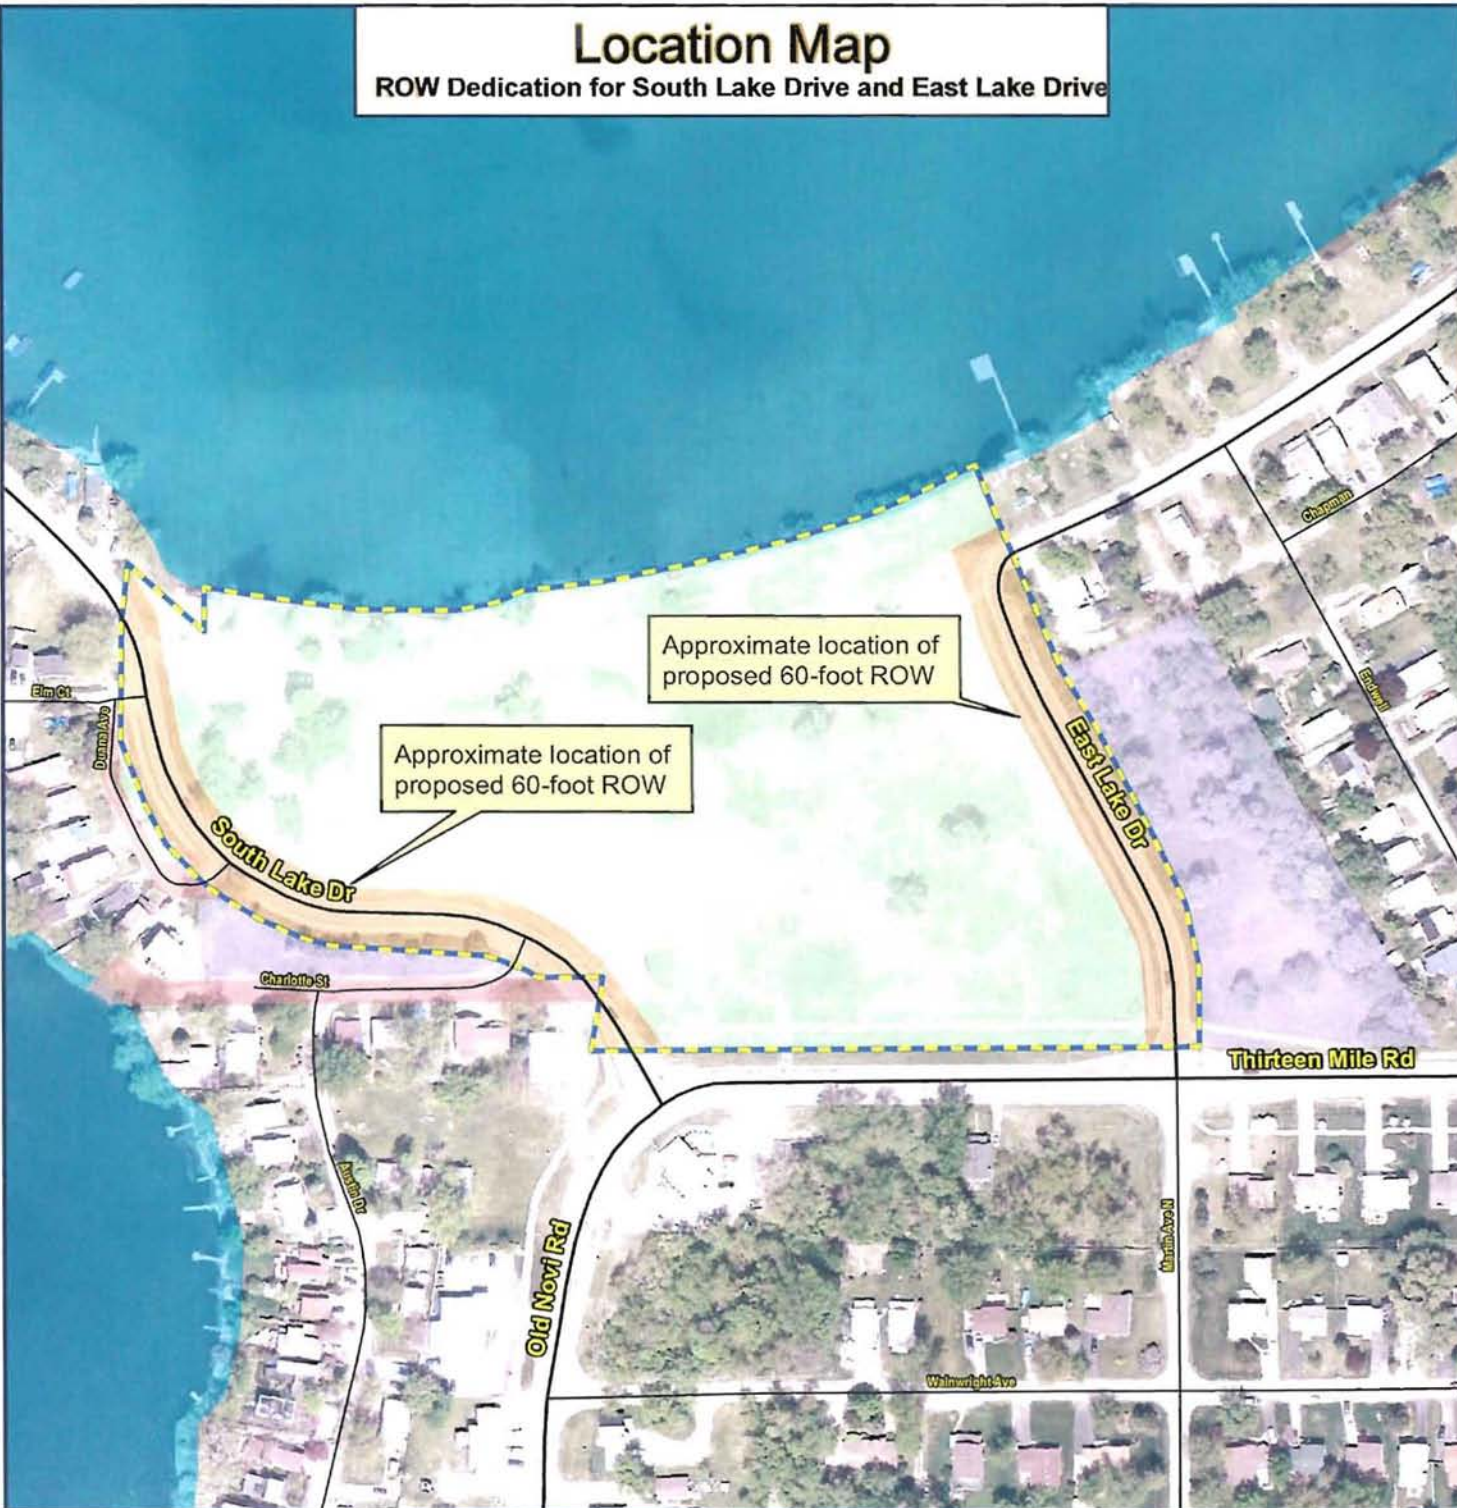 Location Map
ROW Dedication for South Lake Drive and East Lake Drive
Chapman
Approximate location of
proposed 60-foot ROW
Endwell
Elm Ct
Duana Ave
East Lake Dr
Approximate location of
proposed 60-foot ROW
South Lake Dr
Charlotte St
Thirteen Mile Rd
Austin Dr
Martin Ave N
Old Novi Rd
Wainwright Ave